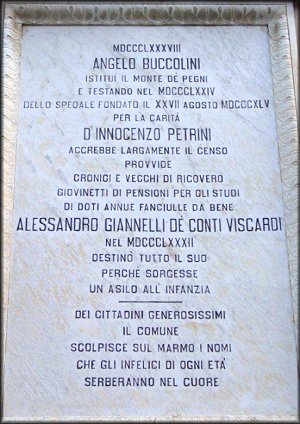 MDCCCLXXXVIII
ANGELO BUCCOLINI
ISTITUÌ IL MONTE DE PEGNI
E TESTANDO NEL MDCCCLXXIV
DELLO SPEDALE FONDATO IL XXVII AGOSTO MDCCCXLV
PER LA CARITÀ
D'INNOCENZO PETRINI
ACCREBBE LARGAMENTE IL CENSO
PROVVIDE
CRONICI E VECCHI DI RICOVERO
GIOVINETTI DI PENSIONI PER GLI STUDI
DI DOTI ANNUE FANCIULLE DA BENE
ALESSANDRO GIANNELLI DÉ CONTI VISCARDI
NEL MDCCCLXXXII
DESTINÒ TUTTO IL SUO
PERCHÈ SORGESSE
UN ASILO ALL'INFANZIA
DEI CITTADINI GENEROSISSIMI
IL COMUNE
SCOLPISCE SUL MARMO I NOMI
CHE GLI INFELICI DI OGNI ETÀ
SERBERANNO NEL CUORE